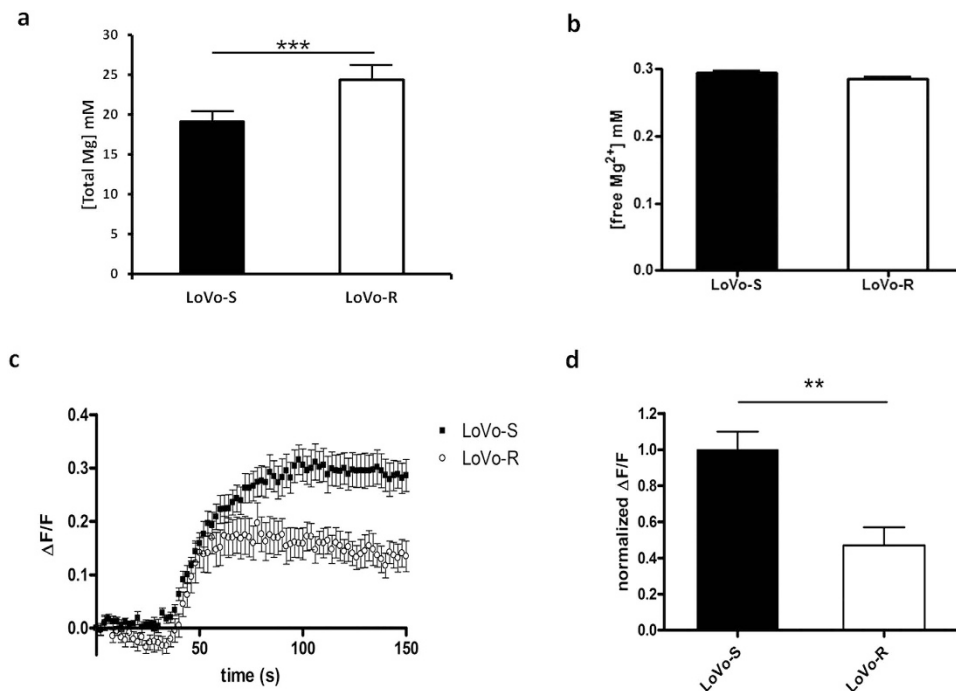 a
***
[Total Mg] mM
30
25
20
15
10
5
0
LoVo-S LoVo-R
b
[free Mg2+] mM
0.3
0.2
0.1
0.0
LoVo-S LoVo-R
c
ΔF/F
0.4
0.3
0.2
0.1
0.0
50 100 150
time (s)
LoVo-S
LoVo-R
d
**
normalized ΔF/F
1.2
1.0
0.8
0.6
0.4
0.2
0.0
LoVo-S
LoVo-R